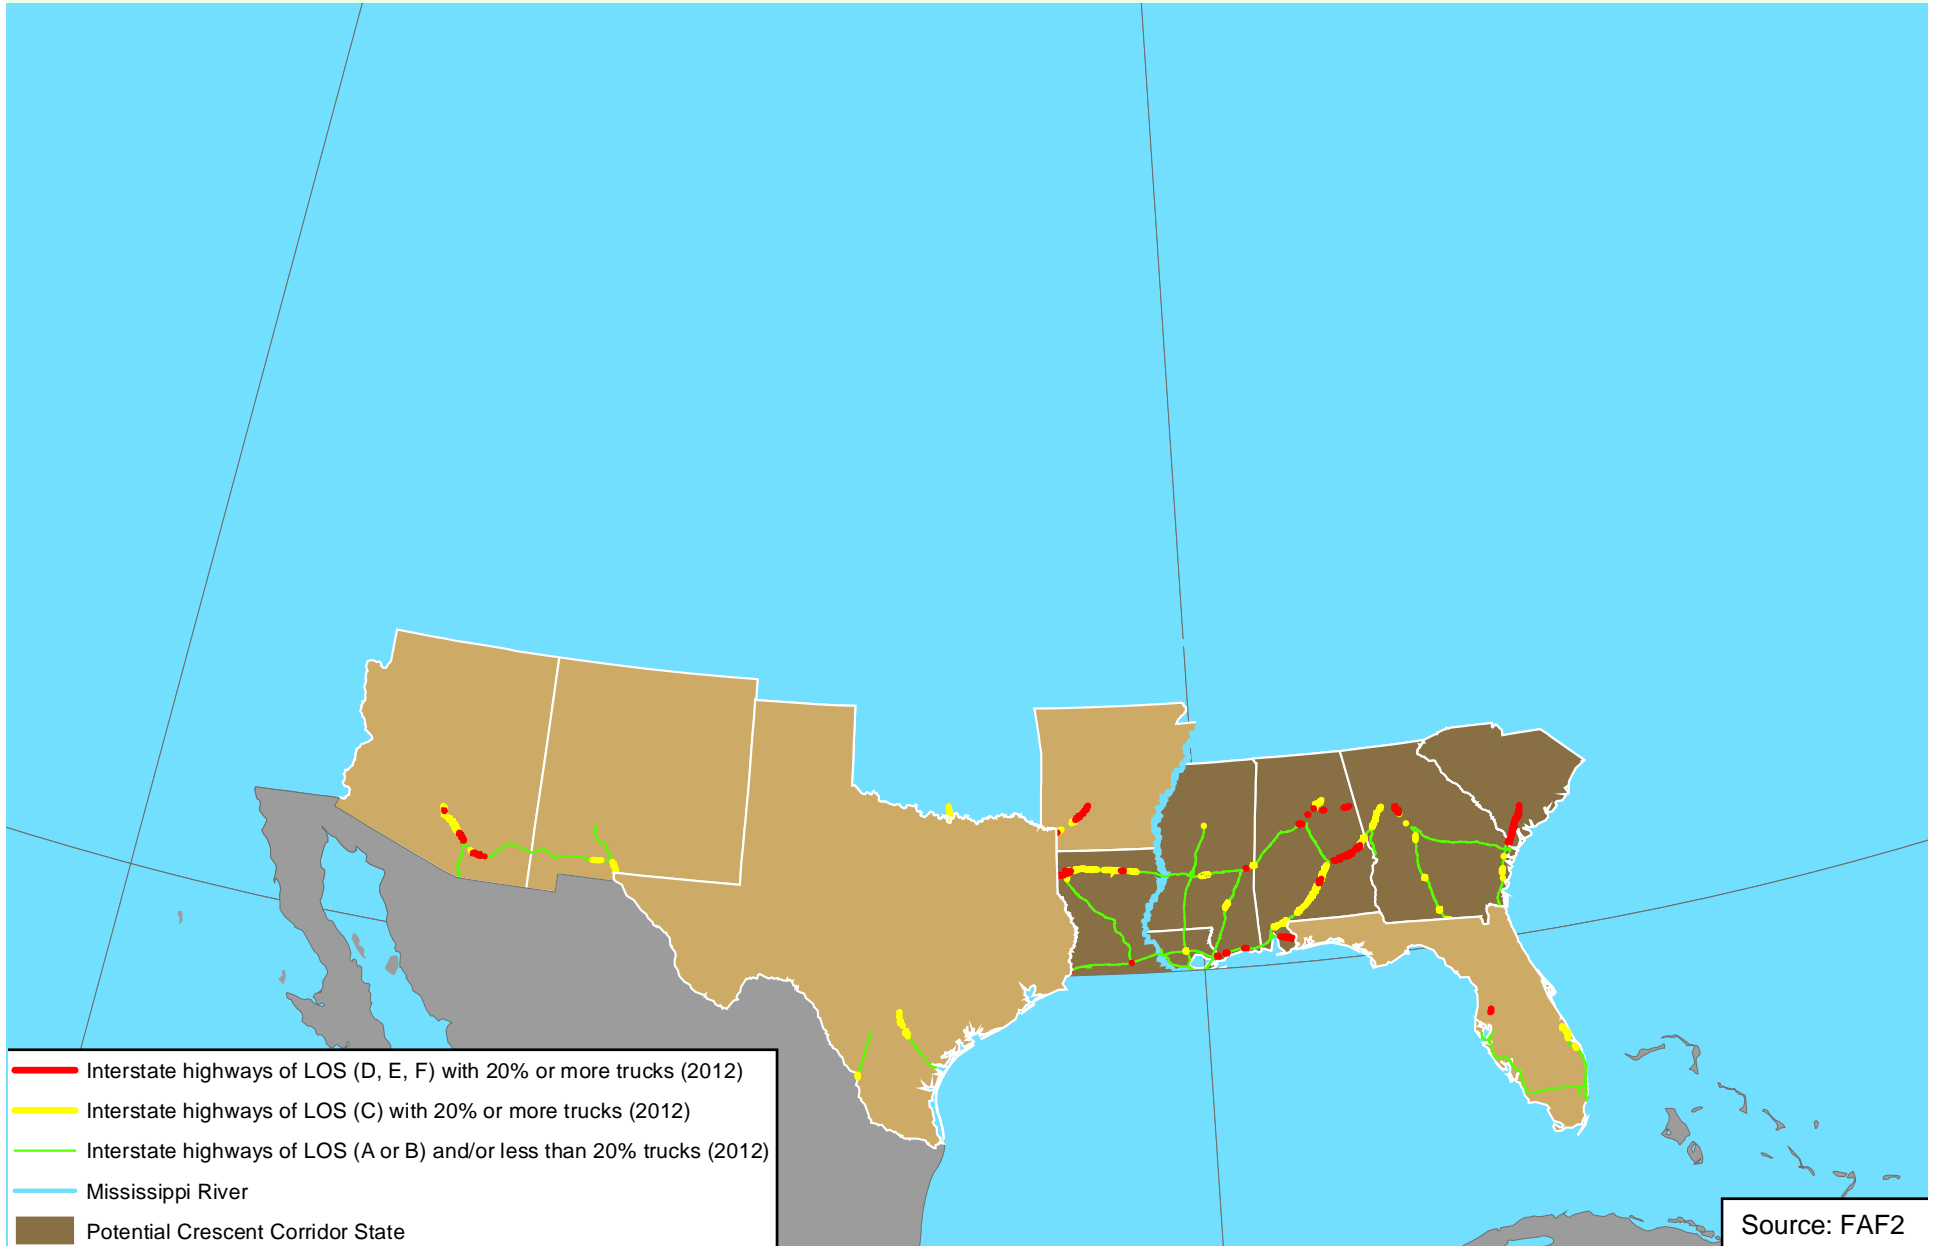 Interstate highways of LOS (D, E, F) with 20% or more trucks (2012)
Interstate highways of LOS (C) with 20% or more trucks (2012)
Interstate highways of LOS (A or B) and/or less than 20% trucks (2012)
Mississippi River
Potential Crescent Corridor State
Source: FAF2